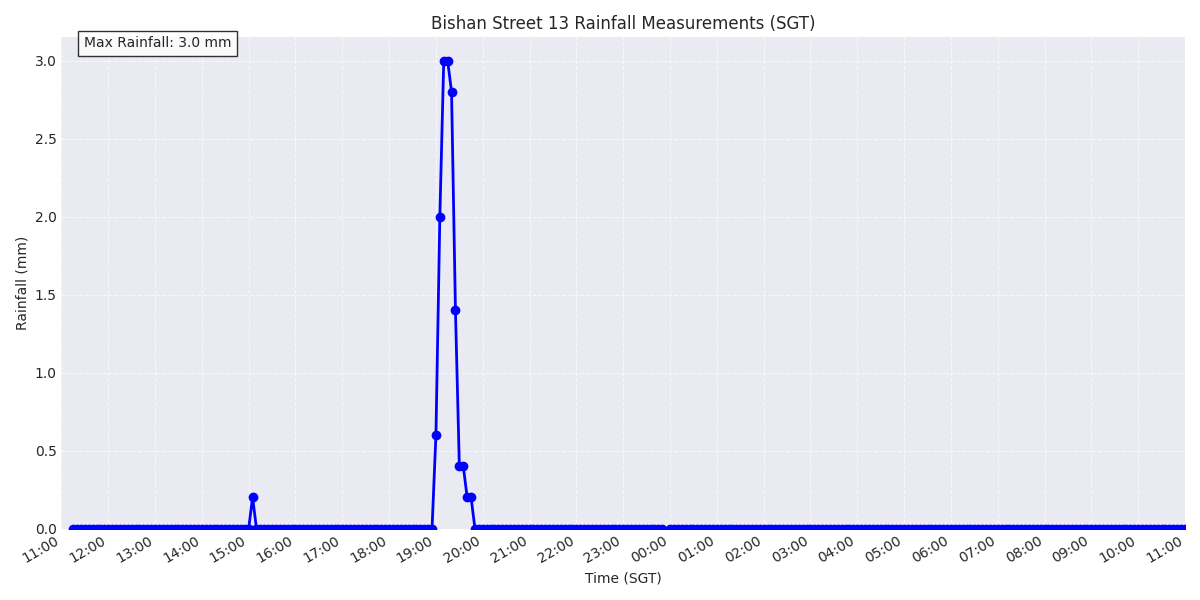 Bishan Street 13 Rainfall Measurements (SGT)
Max Rainfall: 3.0 mm
3.0
2.5
2.0
1.5
1.0
0.5
0.0
Rainfall (mm)
11:00 12:00 13:00 14:00 15:00 16:00 17:00 18:00 19:00 20:00 21:00 22:00 23:00 00:00 01:00 02:00 03:00 04:00 05:00 06:00 07:00 08:00 09:00 10:00 11:00
Time (SGT)